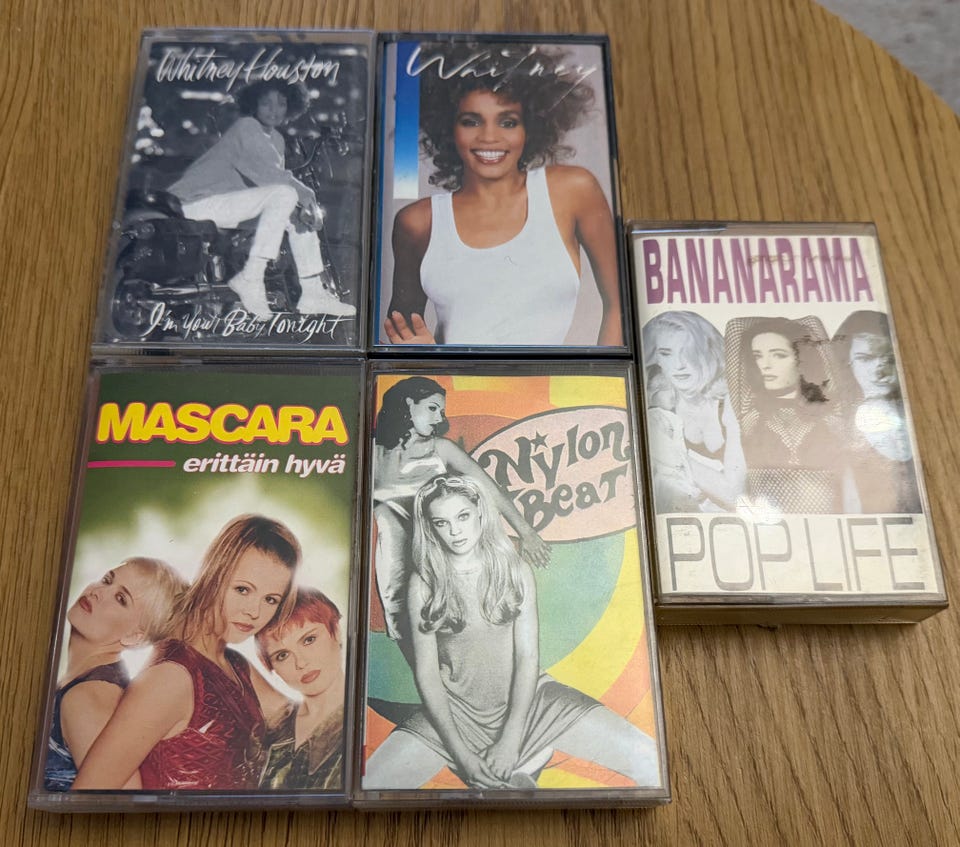 Whitney Houston
I'm Your Baby Tonight
Whitney
MASCARA
erittäin hyvä
Nylon
Beat
BANANARAMA
POP LIFE